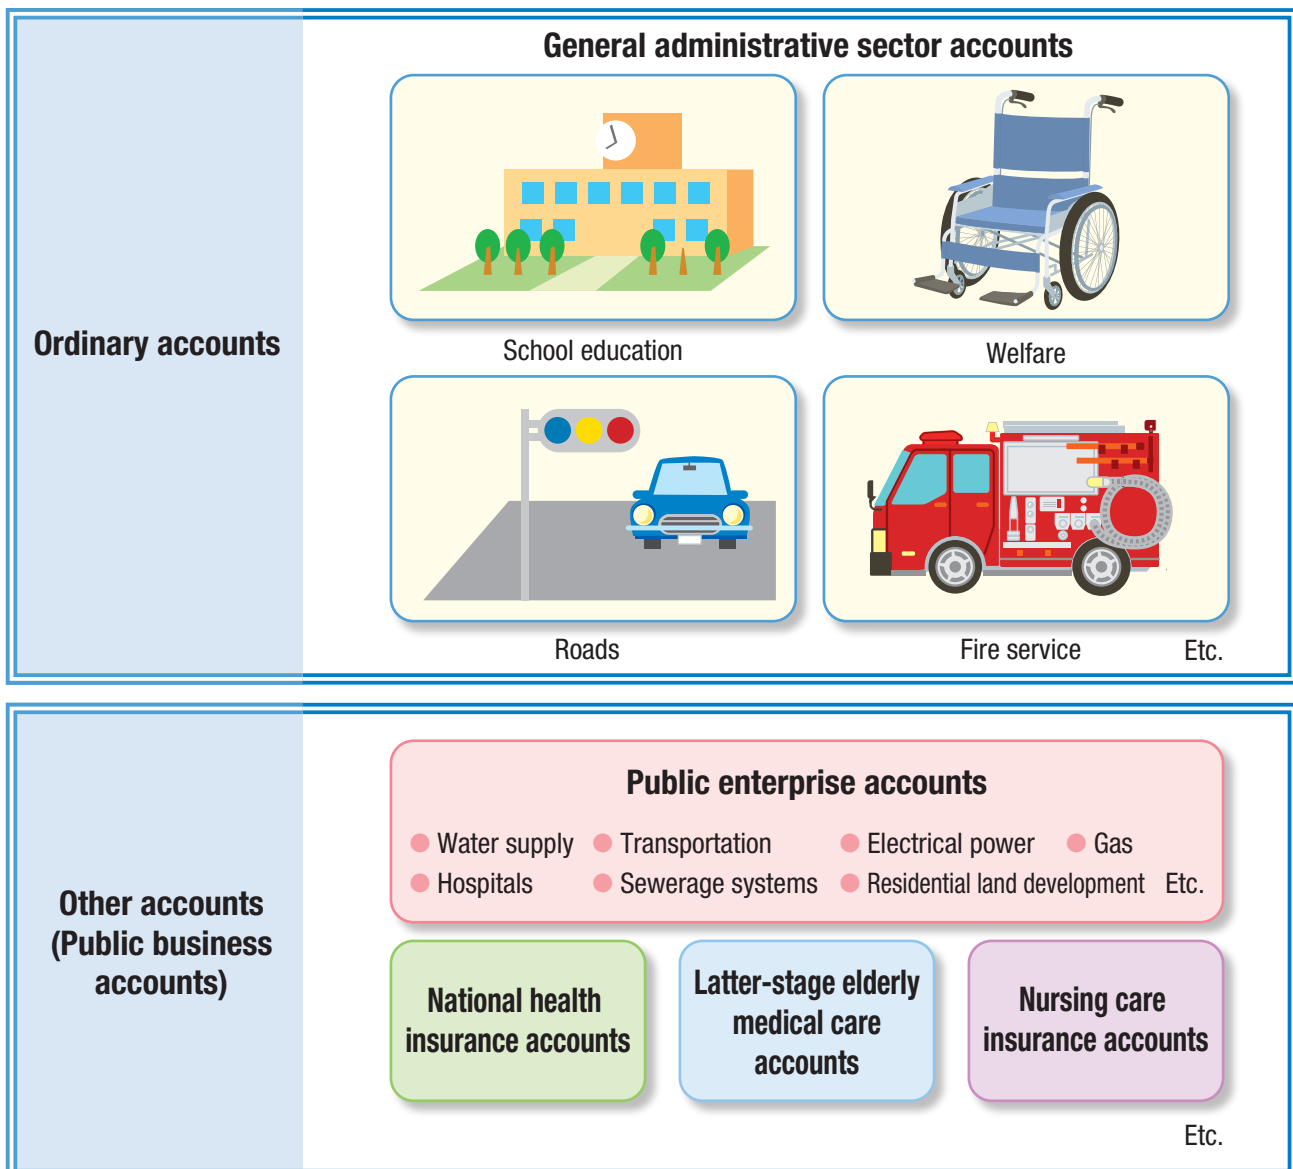 General administrative sector accounts
Ordinary accounts
School education
Welfare
Roads
Fire service
Etc.
Other accounts
(Public business
accounts)
Public enterprise accounts
Water supply
Transportation
Electrical power
Gas
Hospitals
Sewerage systems
Residential land development
Etc.
National health
insurance accounts
Latter-stage elderly
medical care
accounts
Nursing care
insurance accounts
Etc.